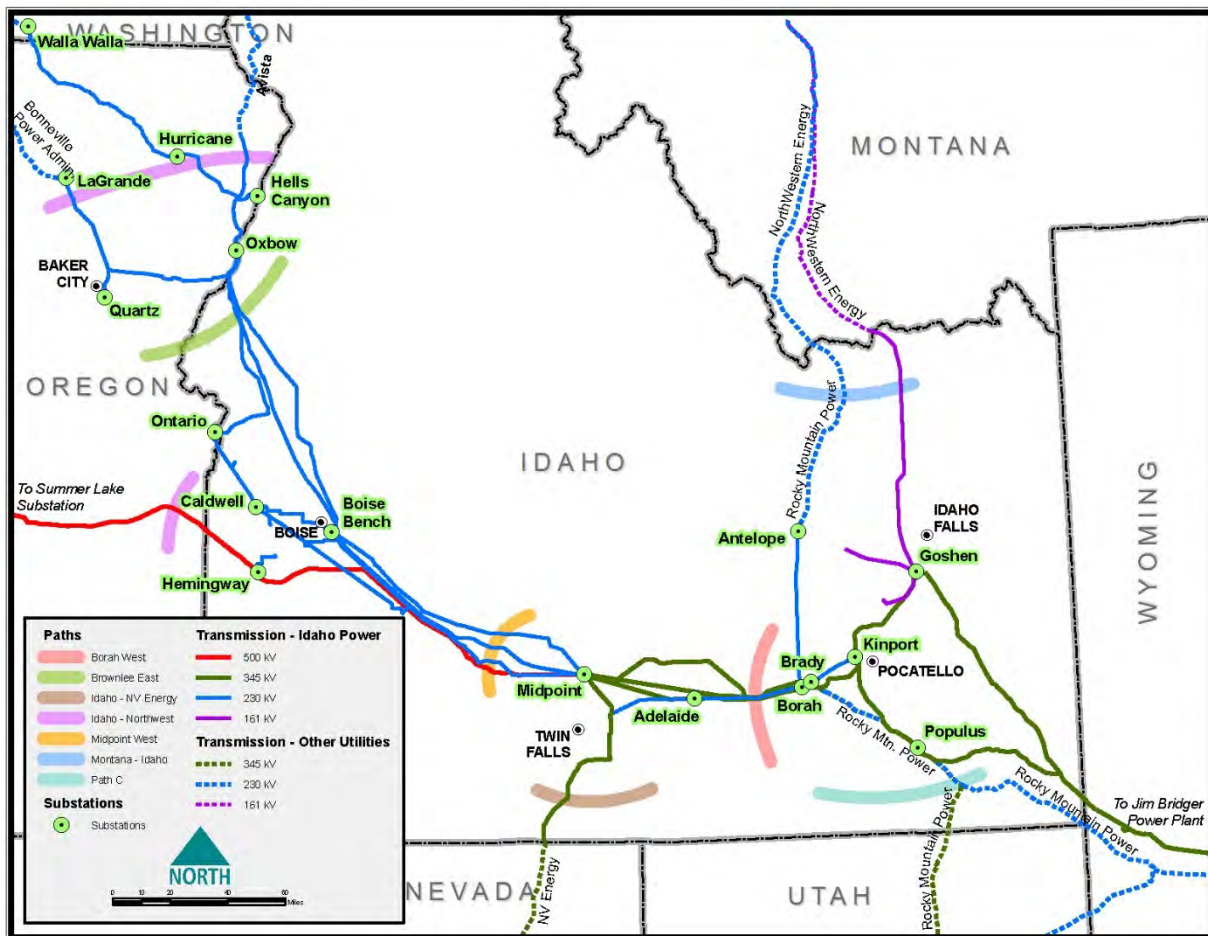 WASHINGTON
Walla Walla
Avista
Bonneville
Power Admin.
Hurricane
LaGrande
Hells
Canyon
Oxbow
BAKER
CITY
Quartz
OREGON
Ontario
To Summer Lake
Substation
Caldwell
Boise
Bench
BOISE
Hemingway
IDAHO
MONTANA
NorthWestern Energy
NorthWestern Energy
Rocky Mountain Power
Antelope
IDAHO
FALLS
Goshen
WYOMING
Kinport
POCATELLO
Brady
Borah
Midpoint
Adelaide
TWIN
FALLS
Rocky Mtn. Power
Populus
Rocky Mountain Power
Rocky Mountain Power
To Jim Bridger
Power Plant
NEVADA
NV Energy
UTAH
Paths
Borah West
Brownlee East
Idaho - NV Energy
Idaho - Northwest
Midpoint West
Montana - Idaho
Path C
Substations
Substations
Transmission - Idaho Power
500 kV
345 kV
230 kV
161 kV
Transmission - Other Utilities
345 kV
230 kV
161 kV
NORTH
0 20 40 60
Miles